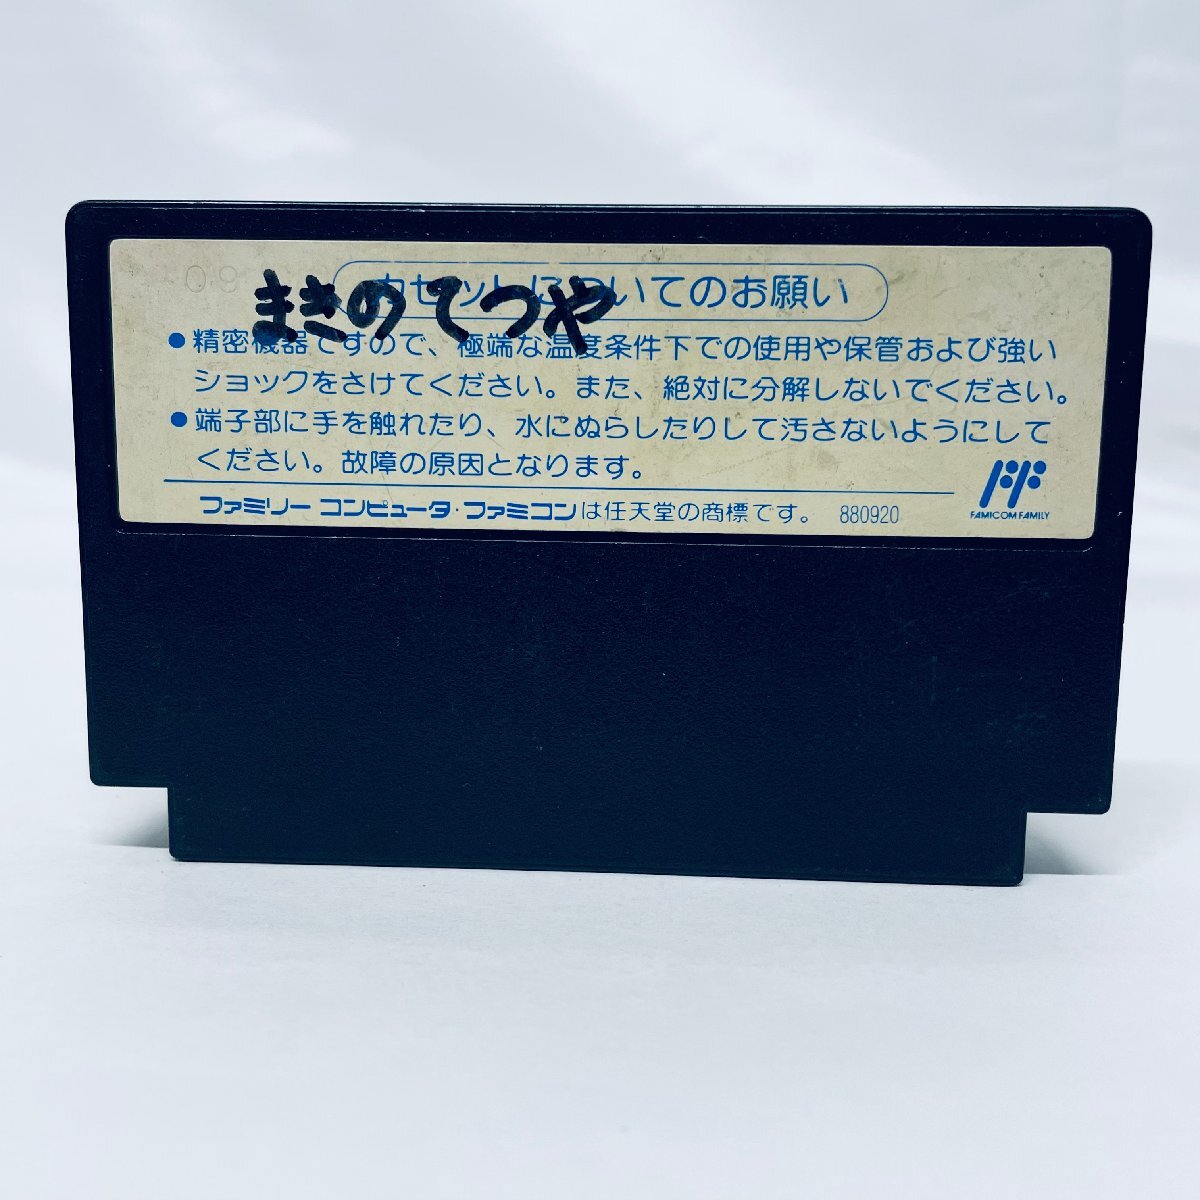 まきのてつや
カセットについてのお願い
●精密機器ですので、極端な温度条件下での使用や保管および強い
ショックをさけてください。また、絶対に分解しないでください。
●端子部に手を触れたり、水にぬらしたりして汚さないようにして
ください。故障の原因となります。
ファミリーコンピュータ・ファミコンは任天堂の商標です。 880920
FAMICOM FAMILY